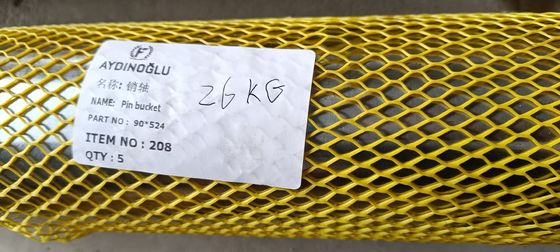 F
AYDINOĞLU
名称: 销轴
NAME: Pin bucket
PART NO : 90*524
ITEM NO : 208
QTY : 5
26KG